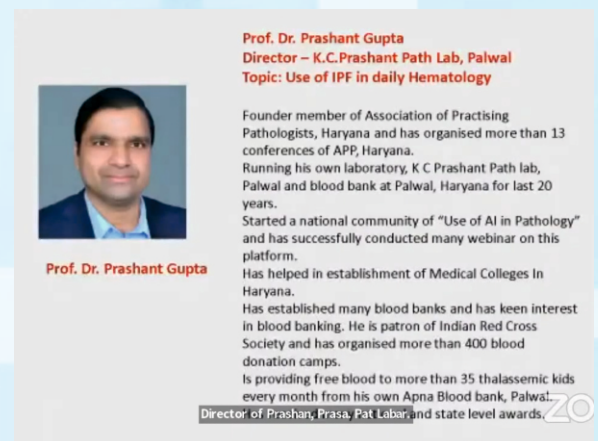 Prof. Dr. Prashant Gupta
Director – K.C.Prashant Path Lab, Palwal
Topic: Use of IPF in daily Hematology
Founder member of Association of Practising
Pathologists, Haryana and has organised more than 13
conferences of APP, Haryana.
Running his own laboratory, K C Prashant Path lab,
Palwal and blood bank at Palwal, Haryana for last 20
years.
Started a national community of “Use of AI in Pathology”
and has successfully conducted many webinar on this
platform.
Has helped in establishment of Medical Colleges In
Haryana.
Has established many blood banks and has keen interest
in blood banking. He is patron of Indian Red Cross
Society and has organised more than 400 blood
donation camps.
Is providing free blood to more than 35 thalassemic kids
every month from his own Apna Blood bank, Palwal.
and state level awards.
Prof. Dr. Prashant Gupta
Director of Prashan, Prasa, Pat Labar.